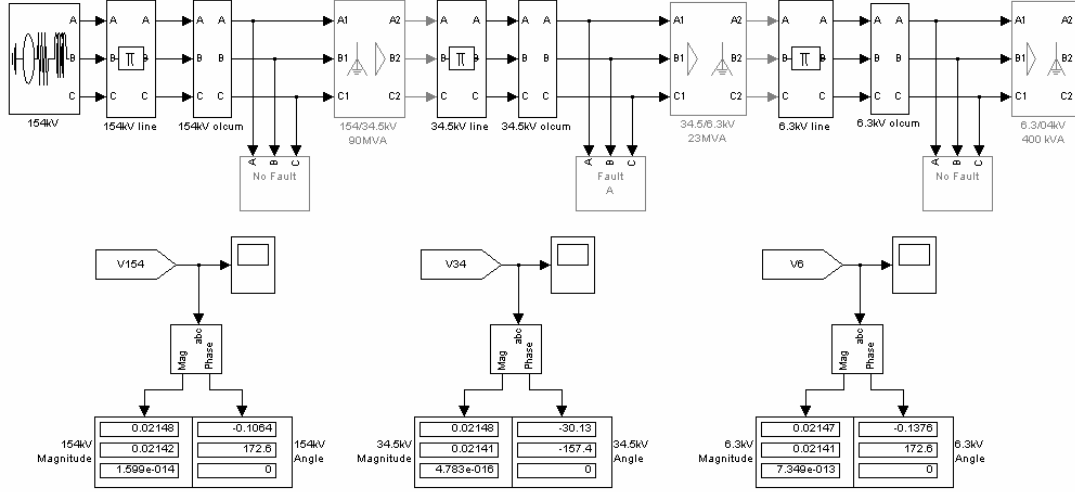 A A A A A A1 A2 A A A A A1 A2 A A A A A1 A2
B B B B B B1 B2 B B B B B1 B2 B B B B B1 B2
π π π
C C C C C C1 C2 C C C C C1 C2 C C C C C1 C2
154kV 154kV line 154kV olcum 154/34.5kV 34.5kV line 34.5kV olcum 34.5/6.3kV 6.3kV line 6.3kV olcum 6.3/04kV
90MVA 23MVA 400 kVA
A B C A B C A B C
No Fault Fault No Fault
A
V154 V34 V6
abc abc abc
Mag Phase Mag Phase Mag Phase
0.02148 -0.1064 0.02148 -30.13 0.02147 -0.1376
154kV 0.02142 172.6 154kV 34.5kV 0.02141 -157.4 34.5kV 6.3kV 0.02141 172.6 6.3kV
Magnitude Angle Magnitude Angle Magnitude Angle
1.599e-014 0 4.783e-016 0 7.349e-013 0